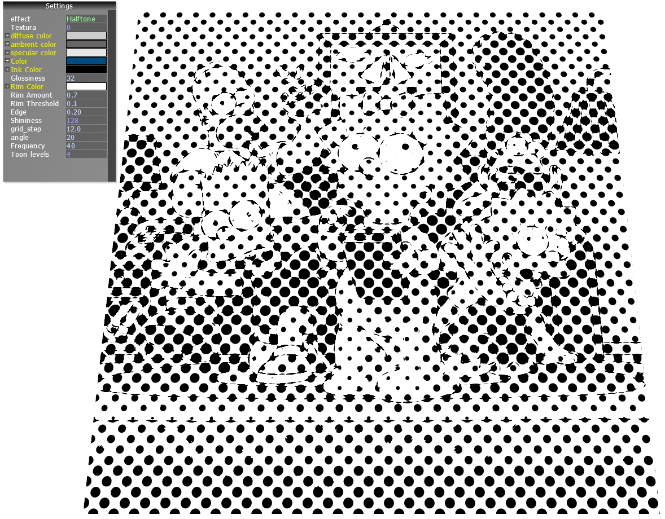 Settings
effect Halftone
Textura 0
diffuse color
ambient color
specular color
Color
Ink Color
Glossiness 32
Rim Color
Rim Amount 0.7
Rim Threshold 0.1
Edge 0.20
Shininess 128
grid_step 12.0
angle 20
Frequency 40
Toon levels 4